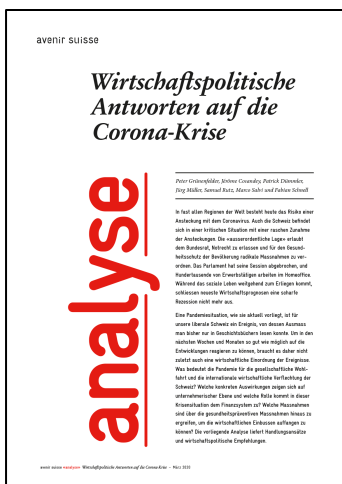 avenir suisse
Wirtschaftspolitische
Antworten auf die
Corona-Krise
analyse
Peter Grünenfelder, Jérôme Cosandey, Patrick Dümmler,
Jürg Müller, Samuel Rutz, Marco Salvi und Fabian Schnell
In fast allen Regionen der Welt besteht heute das Risiko einer
Ansteckung mit dem Coronavirus. Auch die Schweiz befindet
sich in einer kritischen Situation mit einer raschen Zunahme
der Ansteckungen. Die «ausserordentliche Lage» erlaubt
dem Bundesrat, Notrecht zu erlassen und für den Gesund-
heitsschutz der Bevölkerung radikale Massnahmen zu ver-
ordnen. Das Parlament hat seine Session abgebrochen, und
Hunderttausende von Erwerbstätigen arbeiten im Homeoffice.
Während das soziale Leben weitgehend zum Erliegen kommt,
schliessen neueste Wirtschaftsprognosen eine scharfe
Rezession nicht mehr aus.
Eine Pandemiesituation, wie sie aktuell vorliegt, ist für
unsere liberale Schweiz ein Ereignis, von dessen Ausmass
man bisher nur in Geschichtsbüchern lesen konnte. Um in den
nächsten Wochen und Monaten so gut wie möglich auf die
Entwicklungen reagieren zu können, braucht es daher nicht
zuletzt auch eine wirtschaftliche Einordnung der Ereignisse.
Was bedeutet die Pandemie für die gesellschaftliche Wohl-
fahrt und die internationale wirtschaftliche Verflechtung der
Schweiz? Welche konkreten Auswirkungen zeigen sich auf
unternehmerischer Ebene und welche Rolle kommt in dieser
Krisensituation dem Finanzsystem zu? Welche Massnahmen
sind über die gesundheitspräventiven Massnahmen hinaus zu
ergreifen, um die wirtschaftlichen Einbussen auffangen zu
können? Die vorliegende Analyse liefert Handlungsansätze
und wirtschaftspolitische Empfehlungen.
avenir suisse analyse Wirtschaftspolitische Antworten auf die Corona-Krise – März 2020